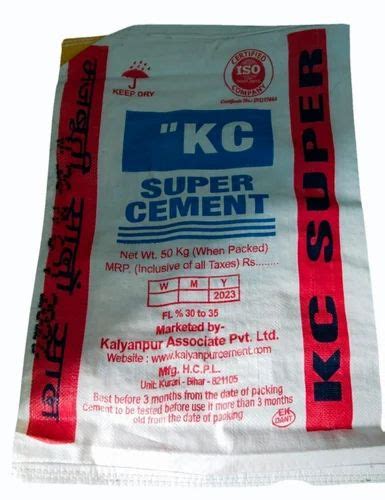 KEEP DRY
CERTIFIED
ISO
COMPANY
"KC
SUPER
CEMENT
Net Wt. 50 Kg (When Packed)
MRP. (Inclusive of all Taxes) Rs........
W M Y
2023
FL % 30 to 35
Marketed by-
Kalyanpur Associate Pvt. Ltd.
Website : www.kalyanpurcement.com
Mfg. H.C.P.L.
Unit: Kurari - Bihar - 821105
Best before 3 months from the date of packing
Cement to be tested before use it more than 3 months
old from the date of packing
EK
DANT
KC SUPER